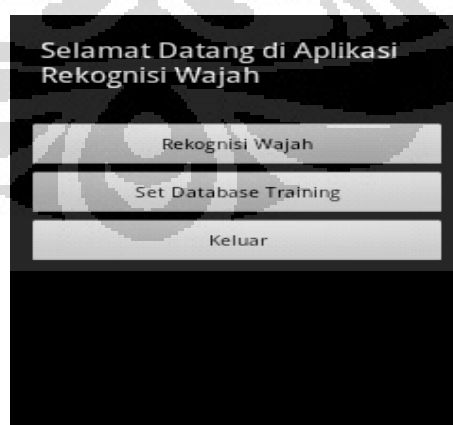 Selamat Datang di Aplikasi
Rekognisi Wajah
Rekognisi Wajah
Set Database Training
Keluar